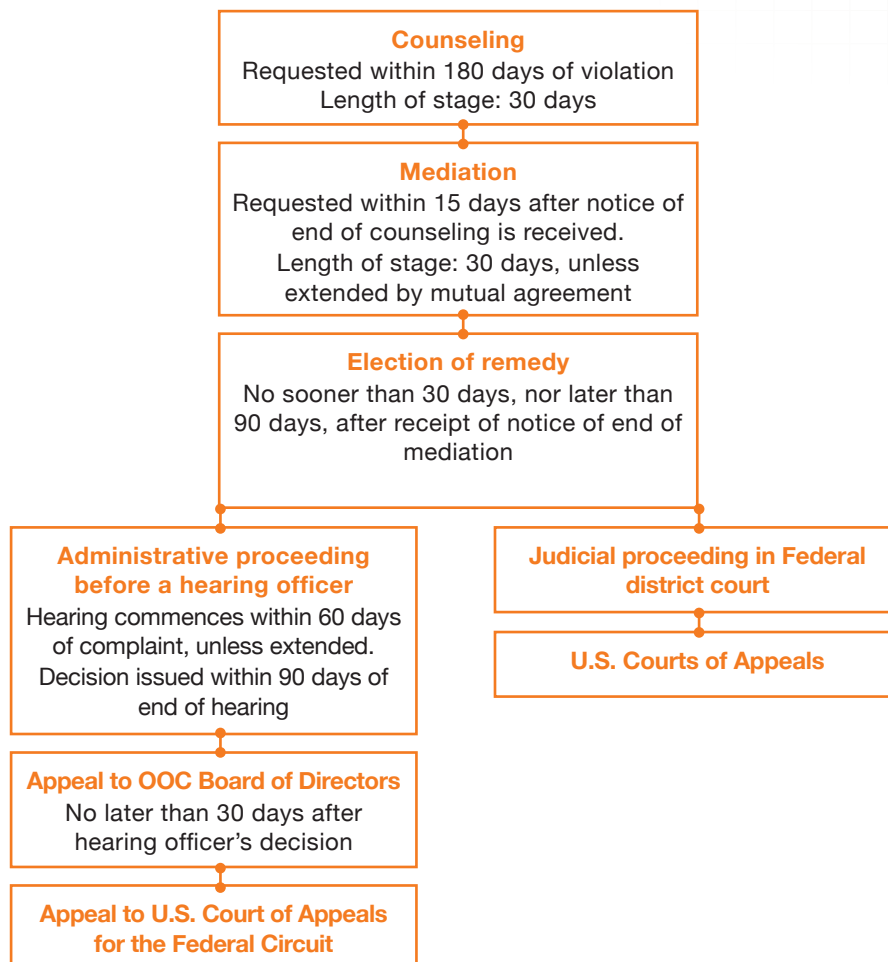 Counseling
Requested within 180 days of violation
Length of stage: 30 days
Mediation
Requested within 15 days after notice of
end of counseling is received.
Length of stage: 30 days, unless
extended by mutual agreement
Election of remedy
No sooner than 30 days, nor later than
90 days, after receipt of notice of end of
mediation
Administrative proceeding
before a hearing officer
Hearing commences within 60 days
of complaint, unless extended.
Decision issued within 90 days of
end of hearing
Appeal to OOC Board of Directors
No later than 30 days after
hearing officer’s decision
Appeal to U.S. Court of Appeals
for the Federal Circuit
Judicial proceeding in Federal
district court
U.S. Courts of Appeals